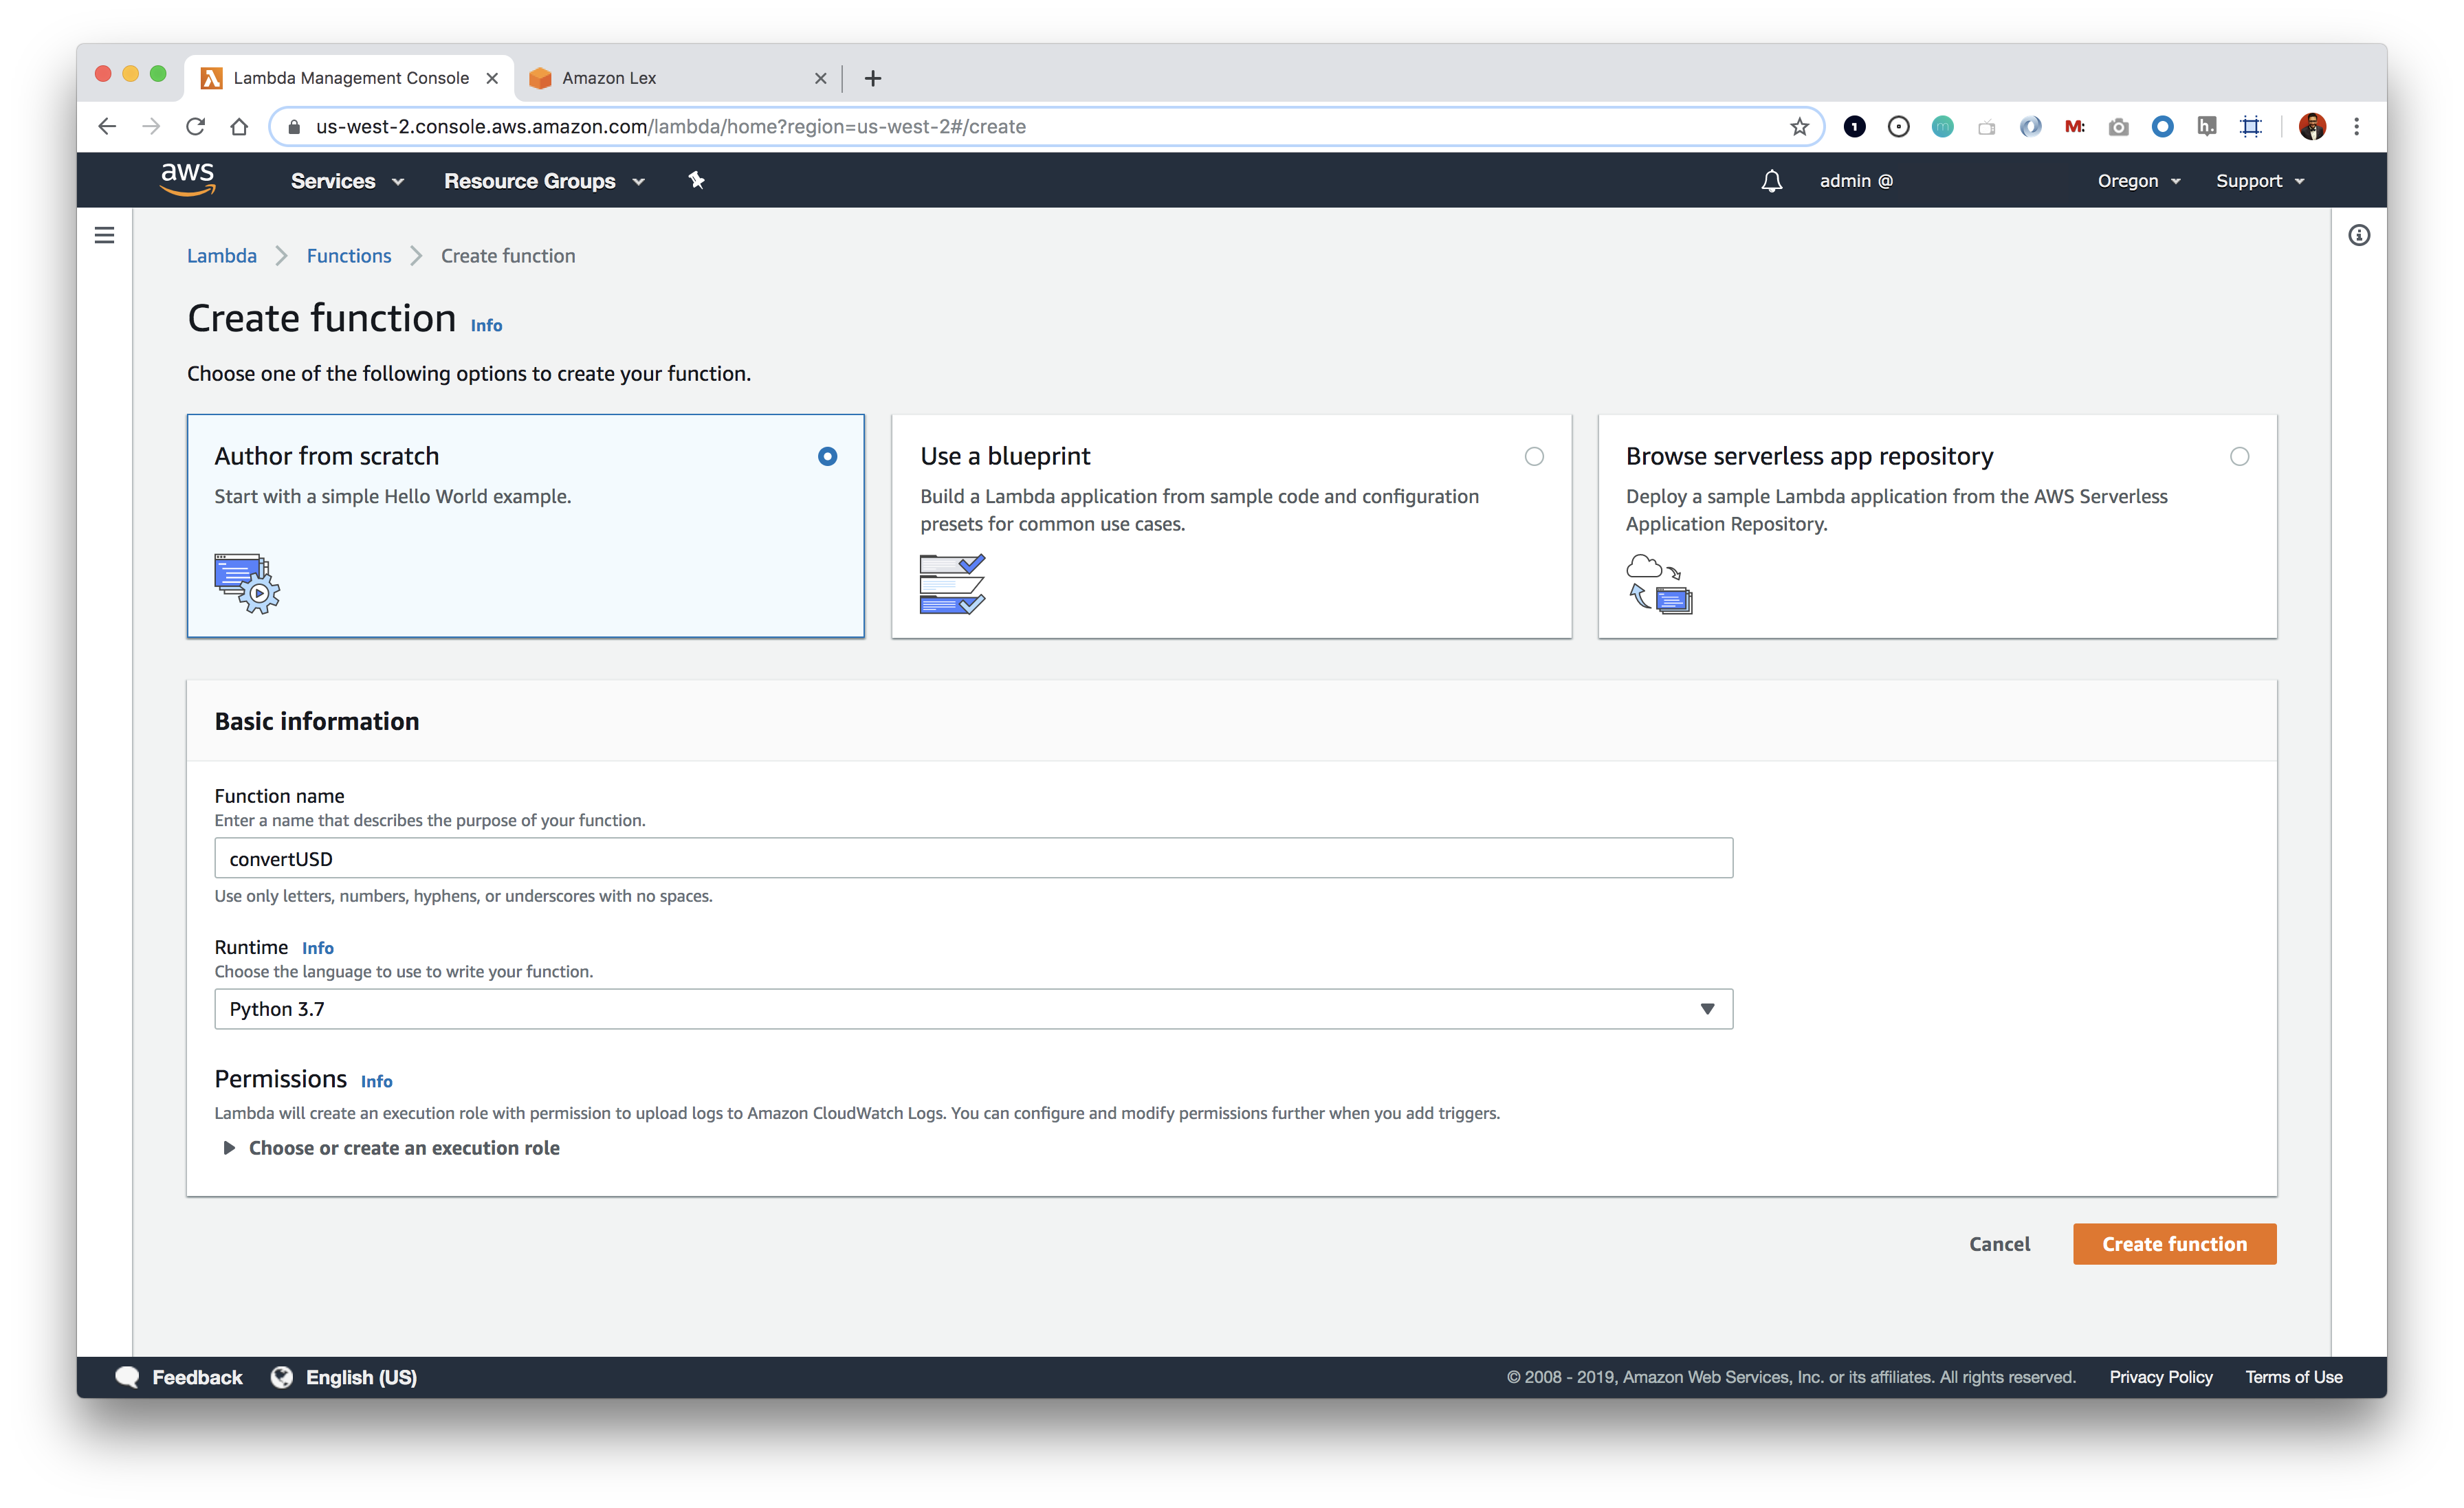 Lambda Management Console
Amazon Lex
us-west-2.console.aws.amazon.com/lambda/home?region=us-west-2#/create
1
m
M:
h.
aws
Services
Resource Groups
admin @
Oregon
Support
Lambda
Functions
Create function
Create function Info
Choose one of the following options to create your function.
Author from scratch
Start with a simple Hello World example.
Use a blueprint
Build a Lambda application from sample code and configuration
presets for common use cases.
Browse serverless app repository
Deploy a sample Lambda application from the AWS Serverless
Application Repository.
Basic information
Function name
Enter a name that describes the purpose of your function.
convertUSD
Use only letters, numbers, hyphens, or underscores with no spaces.
Runtime Info
Choose the language to use to write your function.
Python 3.7
Permissions Info
Lambda will create an execution role with permission to upload logs to Amazon CloudWatch Logs. You can configure and modify permissions further when you add triggers.
Choose or create an execution role
Cancel
Create function
Feedback
English (US)
© 2008 - 2019, Amazon Web Services, Inc. or its affiliates. All rights reserved.
Privacy Policy
Terms of Use